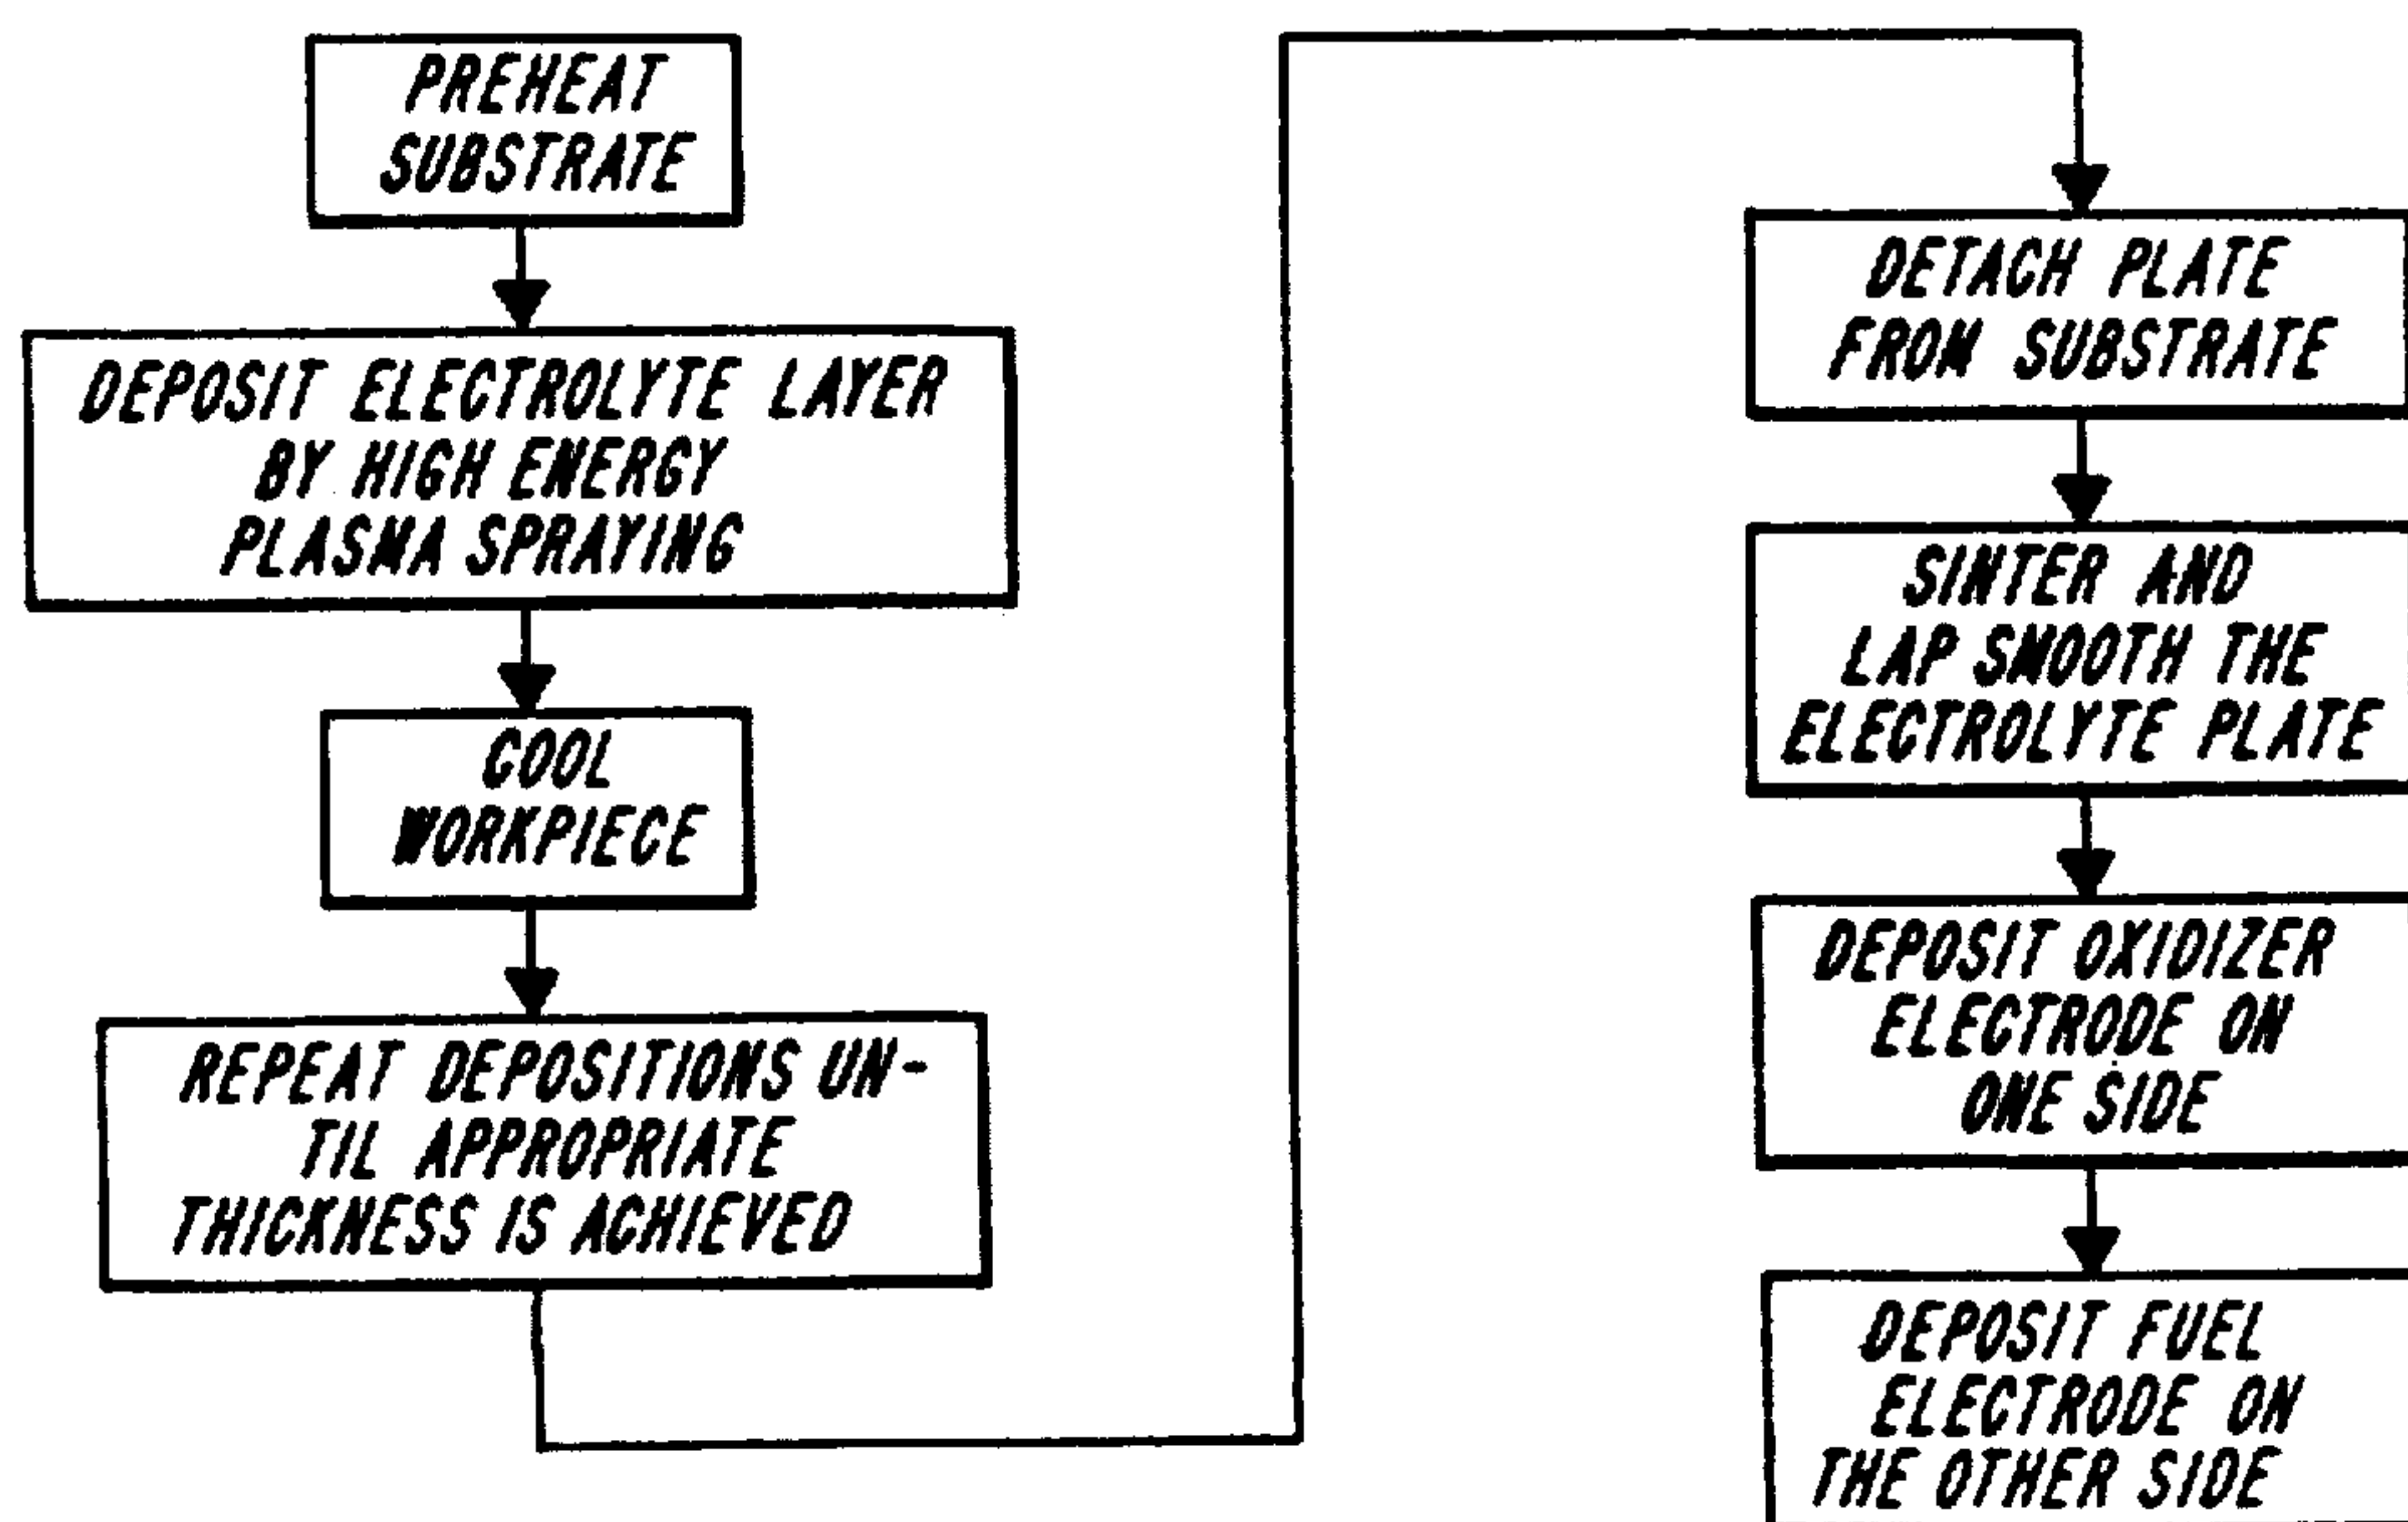 PREHEAT
SUBSTRATE
DEPOSIT ELECTROLYTE LAYER
BY HIGH ENERGY
PLASMA SPRAYING
COOL
WORKPIECE
REPEAT DEPOSITIONS UN-
TIL APPROPRIATE
THICKNESS IS ACHIEVED
DETACH PLATE
FROM SUBSTRATE
SINTER AND
LAP SMOOTH THE
ELECTROLYTE PLATE
DEPOSIT OXIDIZER
ELECTRODE ON
ONE SIDE
DEPOSIT FUEL
ELECTRODE ON
THE OTHER SIDE